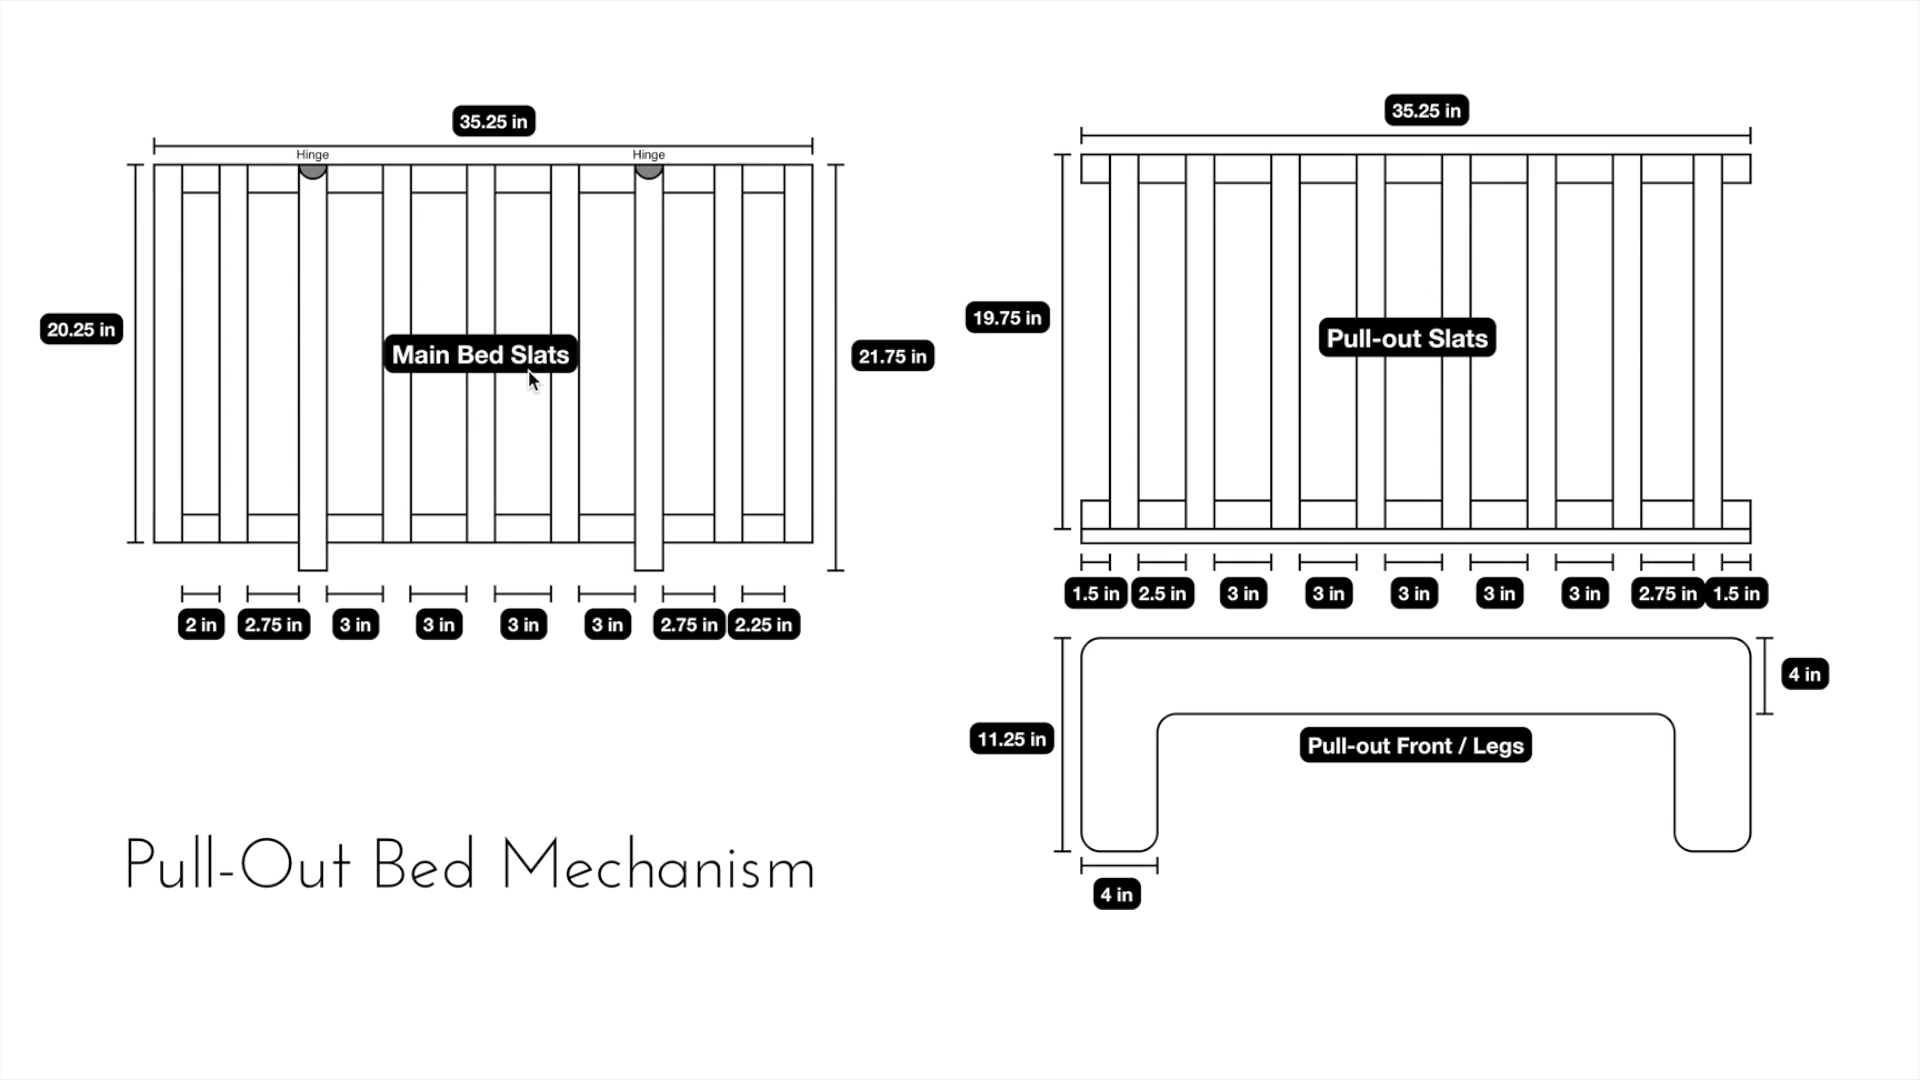 35.25 in
Hinge Hinge
20.25 in
Main Bed Slats
21.75 in
2 in 2.75 in 3 in 3 in 3 in 3 in 2.75 in 2.25 in
35.25 in
19.75 in
Pull-out Slats
1.5 in 2.5 in 3 in 3 in 3 in 3 in 3 in 2.75 in 1.5 in
4 in
11.25 in
Pull-out Front / Legs
4 in
Pull-Out Bed Mechanism